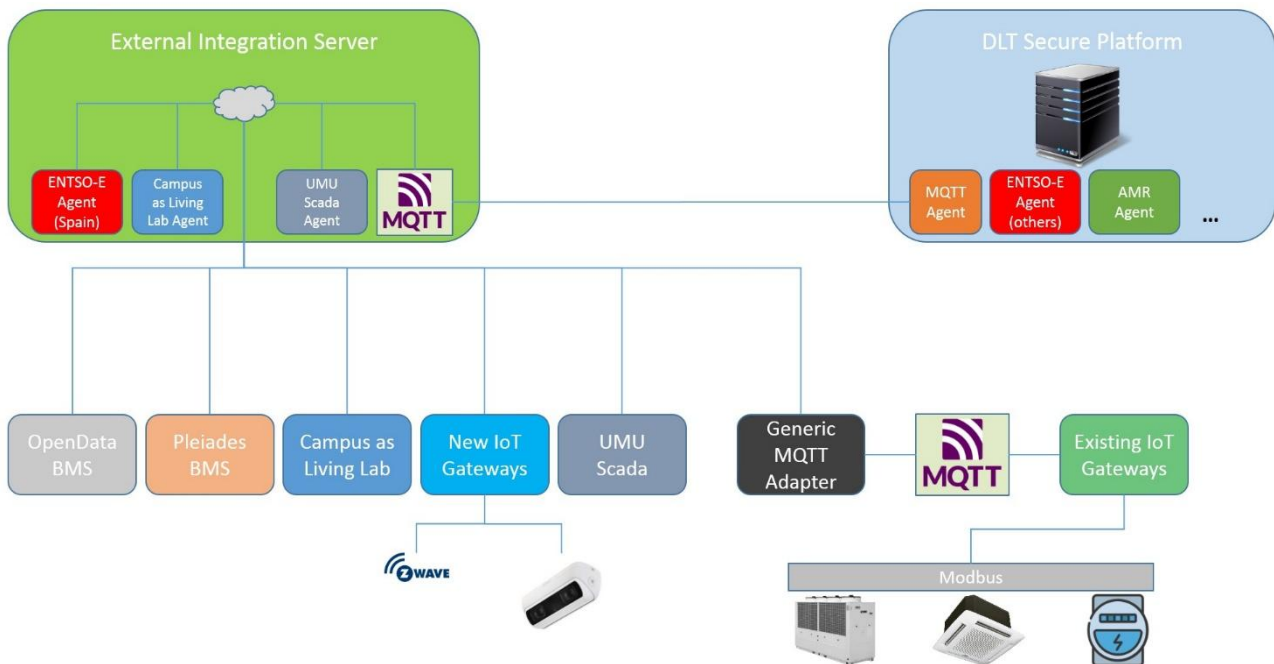 External Integration Server
DLT Secure Platform
ENTSO-E
Agent
(Spain)
Campus
as Living
Lab Agent
UMU
Scada
Agent
MQTT
MQTT
Agent
ENTSO-E
Agent
(others)
AMR
Agent
...
OpenData
BMS
Pleiades
BMS
Campus as
Living Lab
New IoT
Gateways
UMU
Scada
Generic
MQTT
Adapter
MQTT
Existing IoT
Gateways
Z WAVE
Modbus